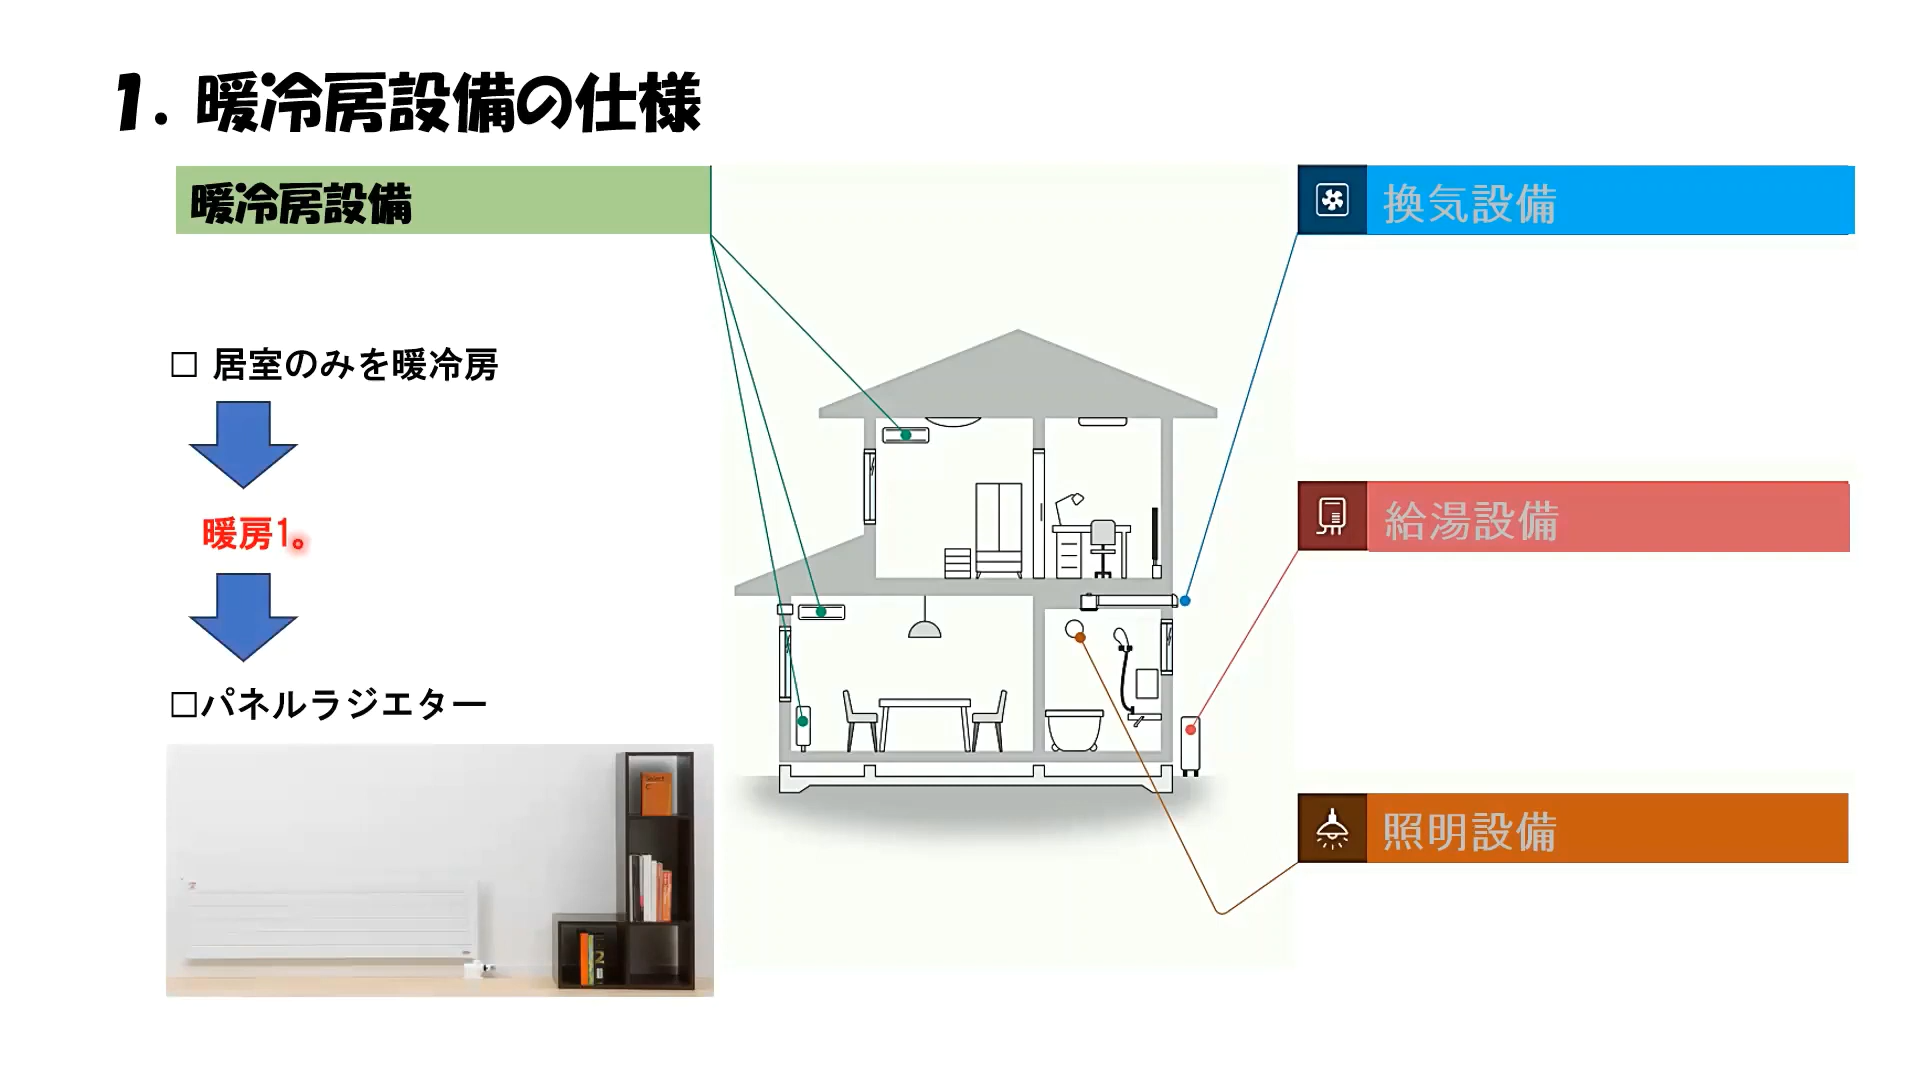 1. 暖冷房設備の仕様
暖冷房設備
□ 居室のみを暖冷房
暖房1。
□パネルラジエター
換気設備
給湯設備
照明設備